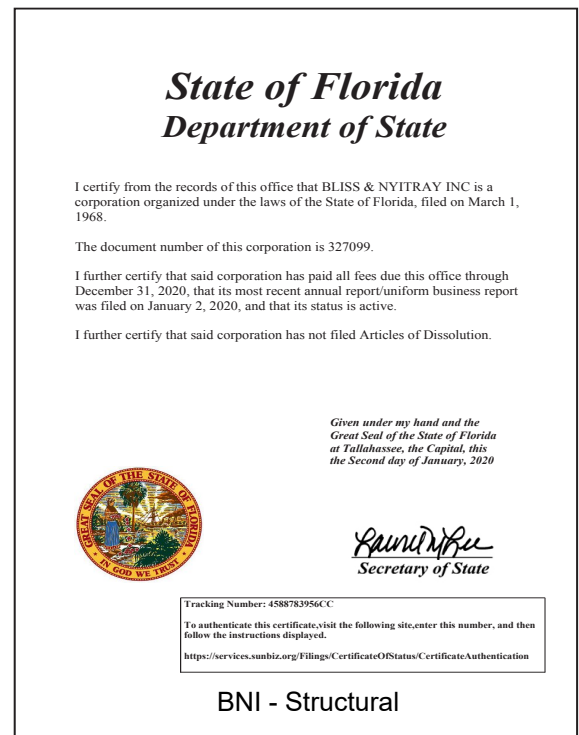 State of Florida
Department of State
I certify from the records of this office that BLISS & NYITRAY INC is a
corporation organized under the laws of the State of Florida, filed on March 1,
1968.
The document number of this corporation is 327099.
I further certify that said corporation has paid all fees due this office through
December 31, 2020, that its most recent annual report/uniform business report
was filed on January 2, 2020, and that its status is active.
I further certify that said corporation has not filed Articles of Dissolution.
Given under my hand and the
Great Seal of the State of Florida
at Tallahassee, the Capital, this
the Second day of January, 2020
GREAT SEAL OF THE STATE OF FLORIDA
IN GOD WE TRUST
Secretary of State
Tracking Number: 4588783956CC
To authenticate this certificate,visit the following site,enter this number, and then
follow the instructions displayed.
https://services.sunbiz.org/Filings/CertificateOfStatus/CertificateAuthentication
BNI - Structural